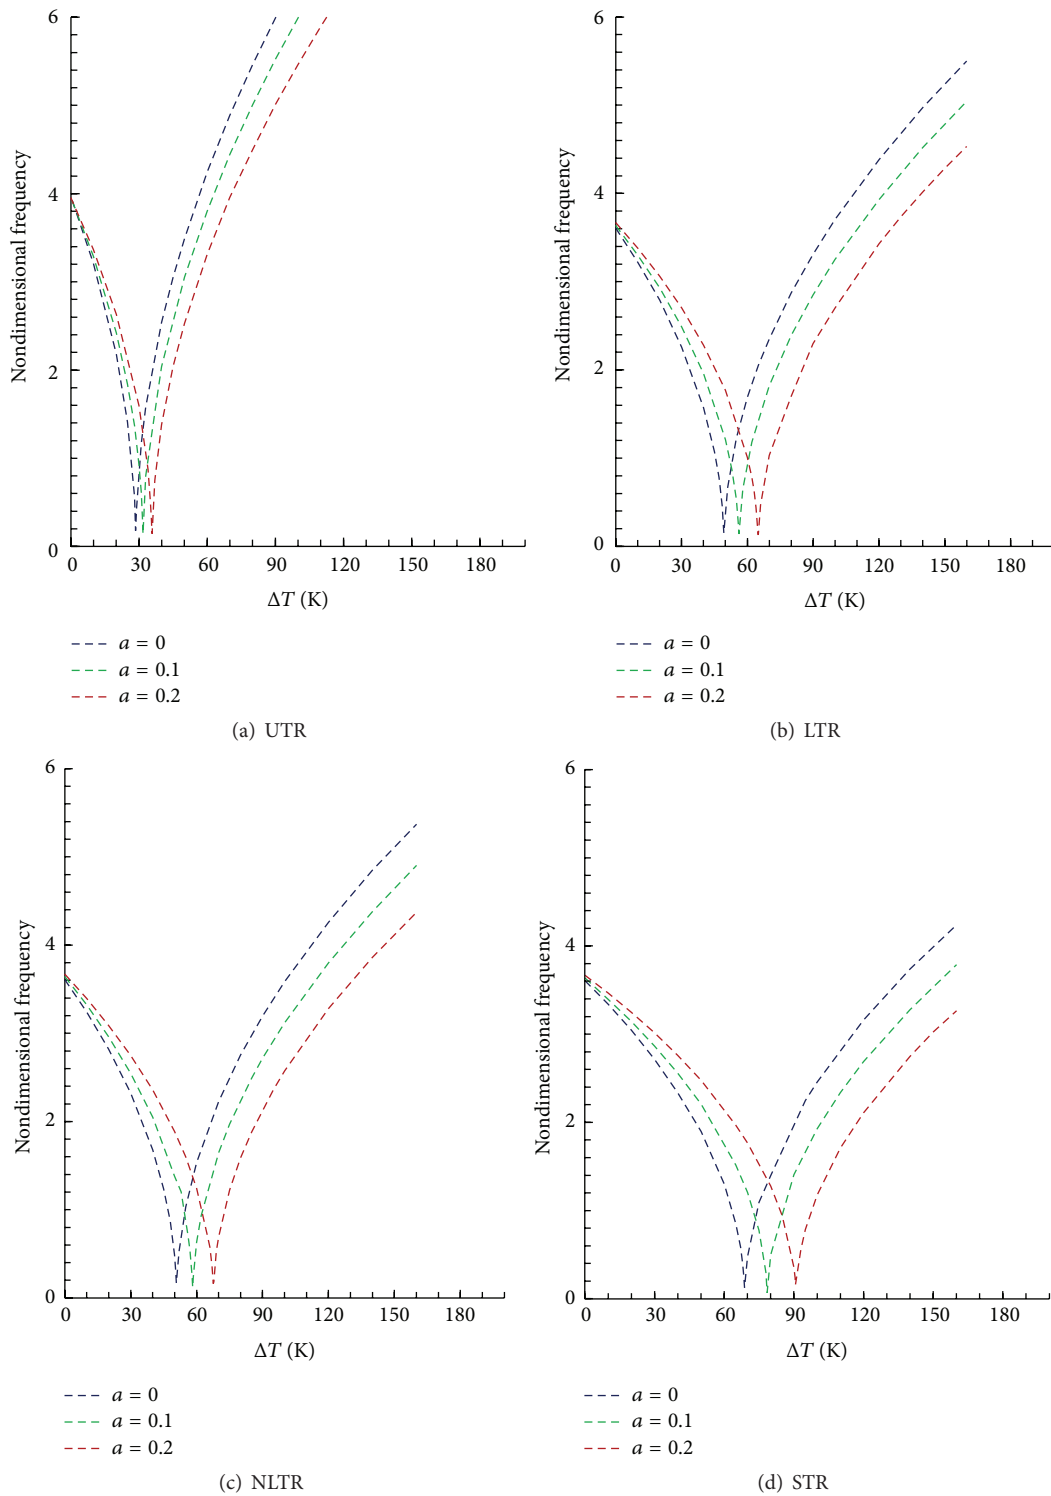 6
4
2
0
Nondimensional frequency
0 30 60 90 120 150 180
ΔT (K)
a = 0
a = 0.1
a = 0.2
(a) UTR
6
4
2
0
Nondimensional frequency
0 30 60 90 120 150 180
ΔT (K)
a = 0
a = 0.1
a = 0.2
(b) LTR
6
4
2
0
Nondimensional frequency
0 30 60 90 120 150 180
ΔT (K)
a = 0
a = 0.1
a = 0.2
(c) NLTR
6
4
2
0
Nondimensional frequency
0 30 60 90 120 150 180
ΔT (K)
a = 0
a = 0.1
a = 0.2
(d) STR